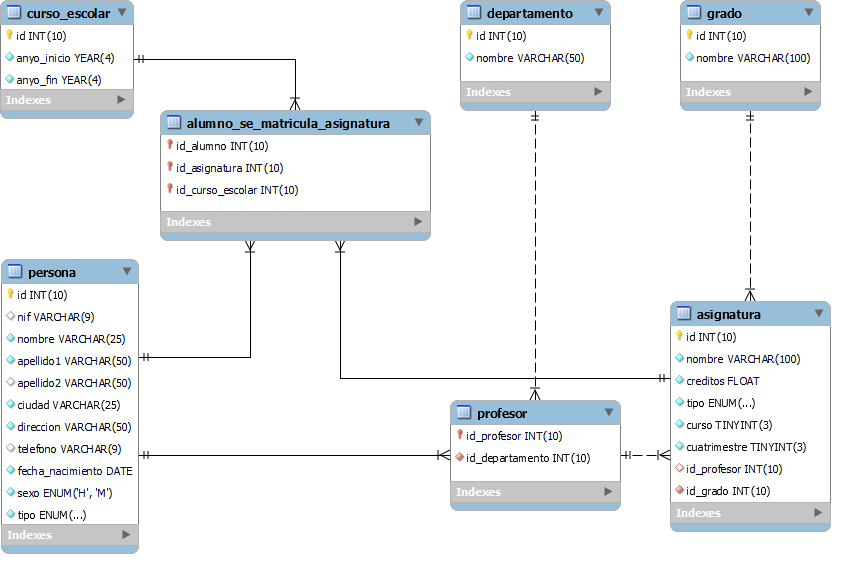 curso_escolar
id INT(10)
anyo_inicio YEAR(4)
anyo_fin YEAR(4)
Indexes
departamento
id INT(10)
nombre VARCHAR(50)
Indexes
grado
id INT(10)
nombre VARCHAR(100)
Indexes
alumno_se_matricula_asignatura
id_alumno INT(10)
id_asignatura INT(10)
id_curso_escolar INT(10)
Indexes
persona
id INT(10)
nif VARCHAR(9)
nombre VARCHAR(25)
apellido1 VARCHAR(50)
apellido2 VARCHAR(50)
ciudad VARCHAR(25)
direccion VARCHAR(50)
telefono VARCHAR(9)
fecha_nacimiento DATE
sexo ENUM('H', 'M')
tipo ENUM(...)
Indexes
profesor
id_profesor INT(10)
id_departamento INT(10)
Indexes
asignatura
id INT(10)
nombre VARCHAR(100)
creditos FLOAT
tipo ENUM(...)
curso TINYINT(3)
cuatrimestre TINYINT(3)
id_profesor INT(10)
id_grado INT(10)
Indexes